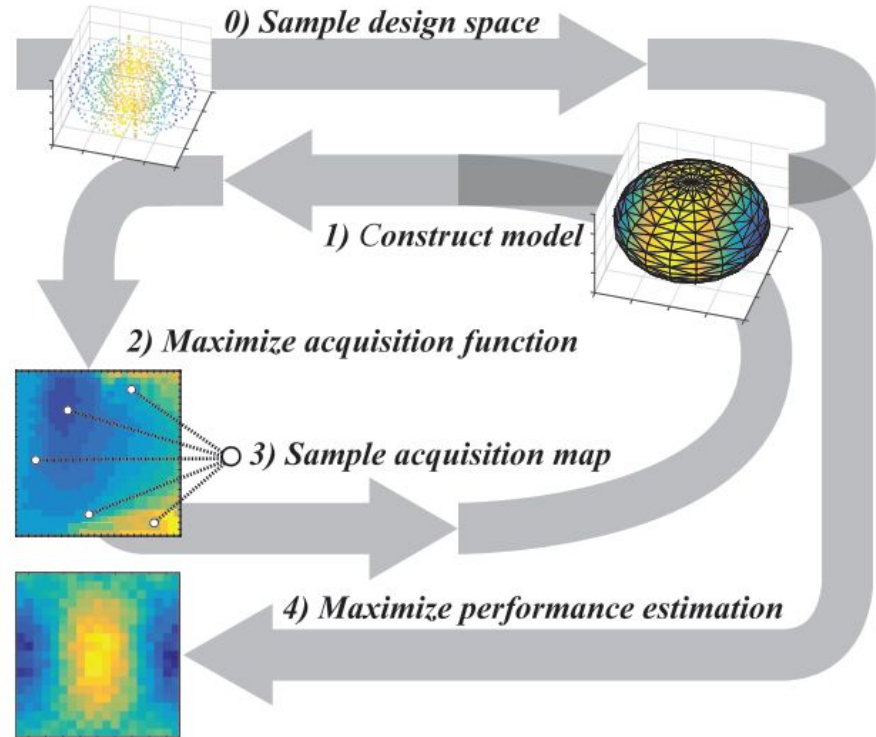 0) Sample design space
1) Construct model
2) Maximize acquisition function
3) Sample acquisition map
4) Maximize performance estimation